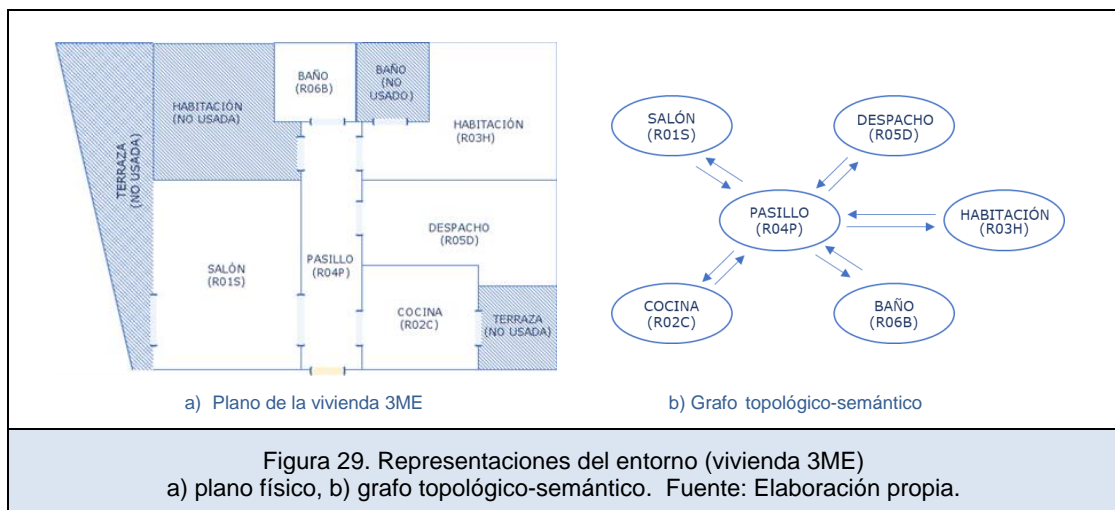 BAÑO
(R06B)
BAÑO
(NO
USADO)
HABITACIÓN
(NO USADA)
HABITACIÓN
(R03H)
TERRAZA
(NO USADA)
DESPACHO
(R05D)
SALÓN
(R01S)
PASILLO
(R04P)
COCINA
(R02C)
TERRAZA
(NO USADA)
a) Plano de la vivienda 3ME
SALÓN
(R01S)
DESPACHO
(R05D)
PASILLO
(R04P)
HABITACIÓN
(R03H)
COCINA
(R02C)
BAÑO
(R06B)
b) Grafo topológico-semántico
Figura 29. Representaciones del entorno (vivienda 3ME)
a) plano físico, b) grafo topológico-semántico. Fuente: Elaboración propia.